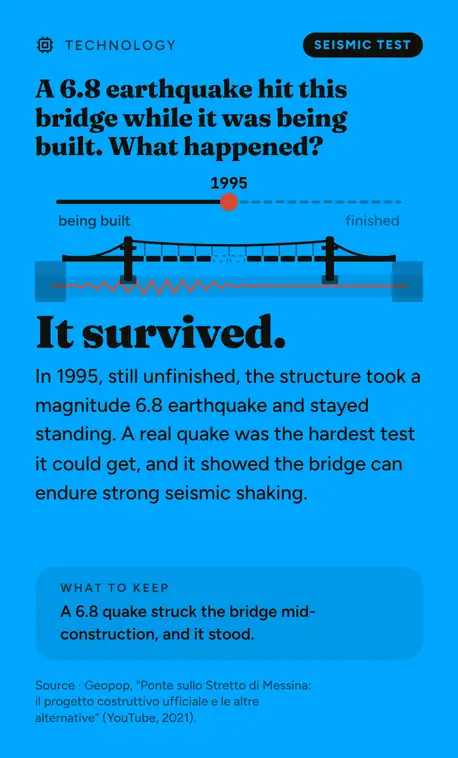 TECHNOLOGY
SEISMIC TEST
A 6.8 earthquake hit this
bridge while it was being
built. What happened?
1995
being built
finished
It survived.
In 1995, still unfinished, the structure took a
magnitude 6.8 earthquake and stayed
standing. A real quake was the hardest test
it could get, and it showed the bridge can
endure strong seismic shaking.
WHAT TO KEEP
A 6.8 quake struck the bridge mid-
construction, and it stood.
Source · Geopop, “Ponte sullo Stretto di Messina:
il progetto costruttivo ufficiale e le altre
alternative” (YouTube, 2021).